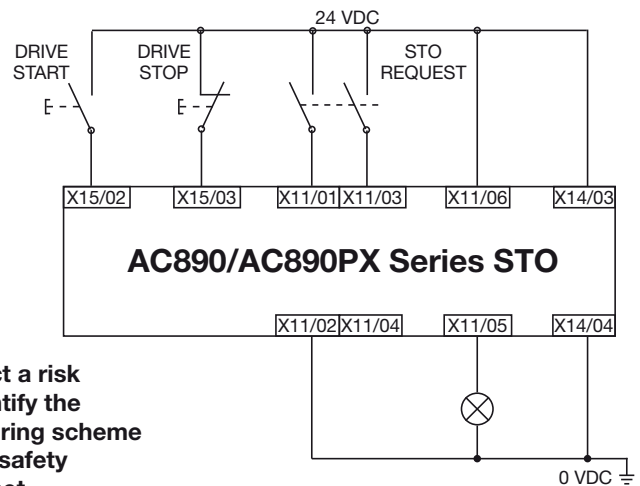 24 VDC
DRIVE
START
DRIVE
STOP
STO
REQUEST
X15/02 X15/03 X11/01 X11/03 X11/06 X14/03
AC890/AC890PX Series STO
X11/02 X11/04 X11/05 X14/04
a risk
the
scheme
safety
0 VDC